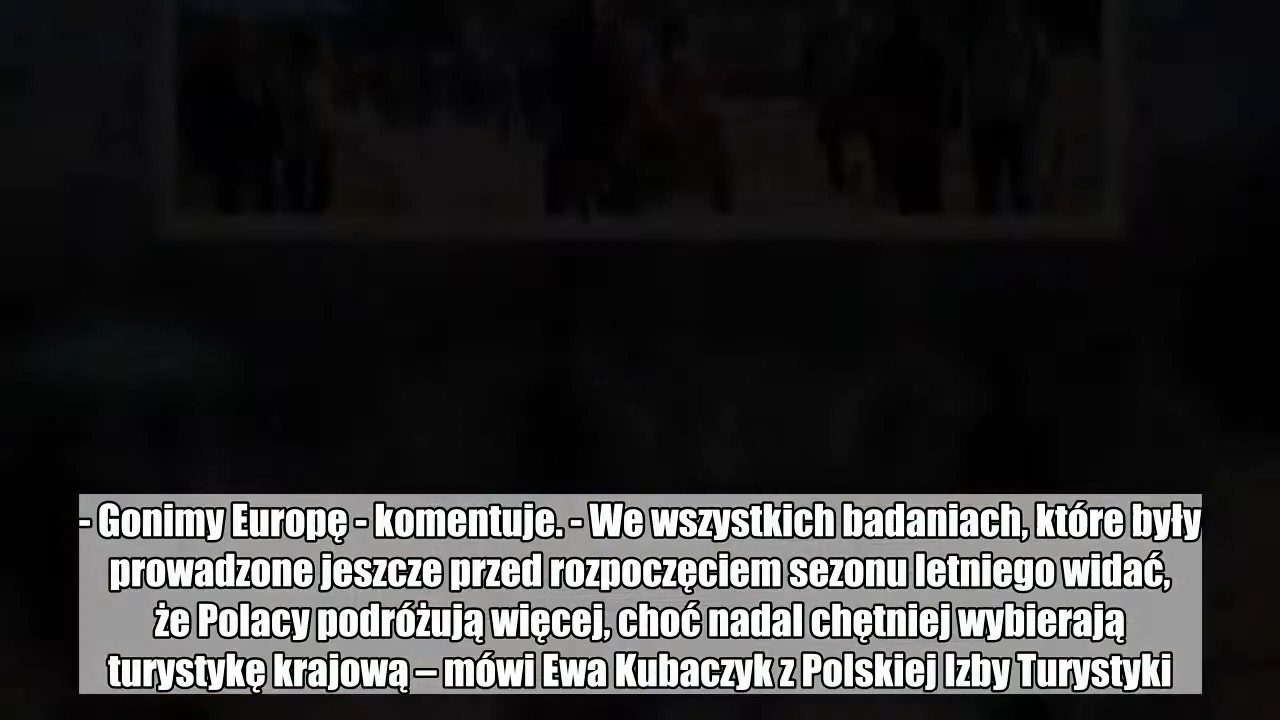 - Gonimy Europę - komentuje. - We wszystkich badaniach, które były
prowadzone jeszcze przed rozpoczęciem sezonu letniego widać,
że Polacy podróżują więcej, choć nadal chętniej wybierają
turystykę krajową – mówi Ewa Kubaczyk z Polskiej Izby Turystyki